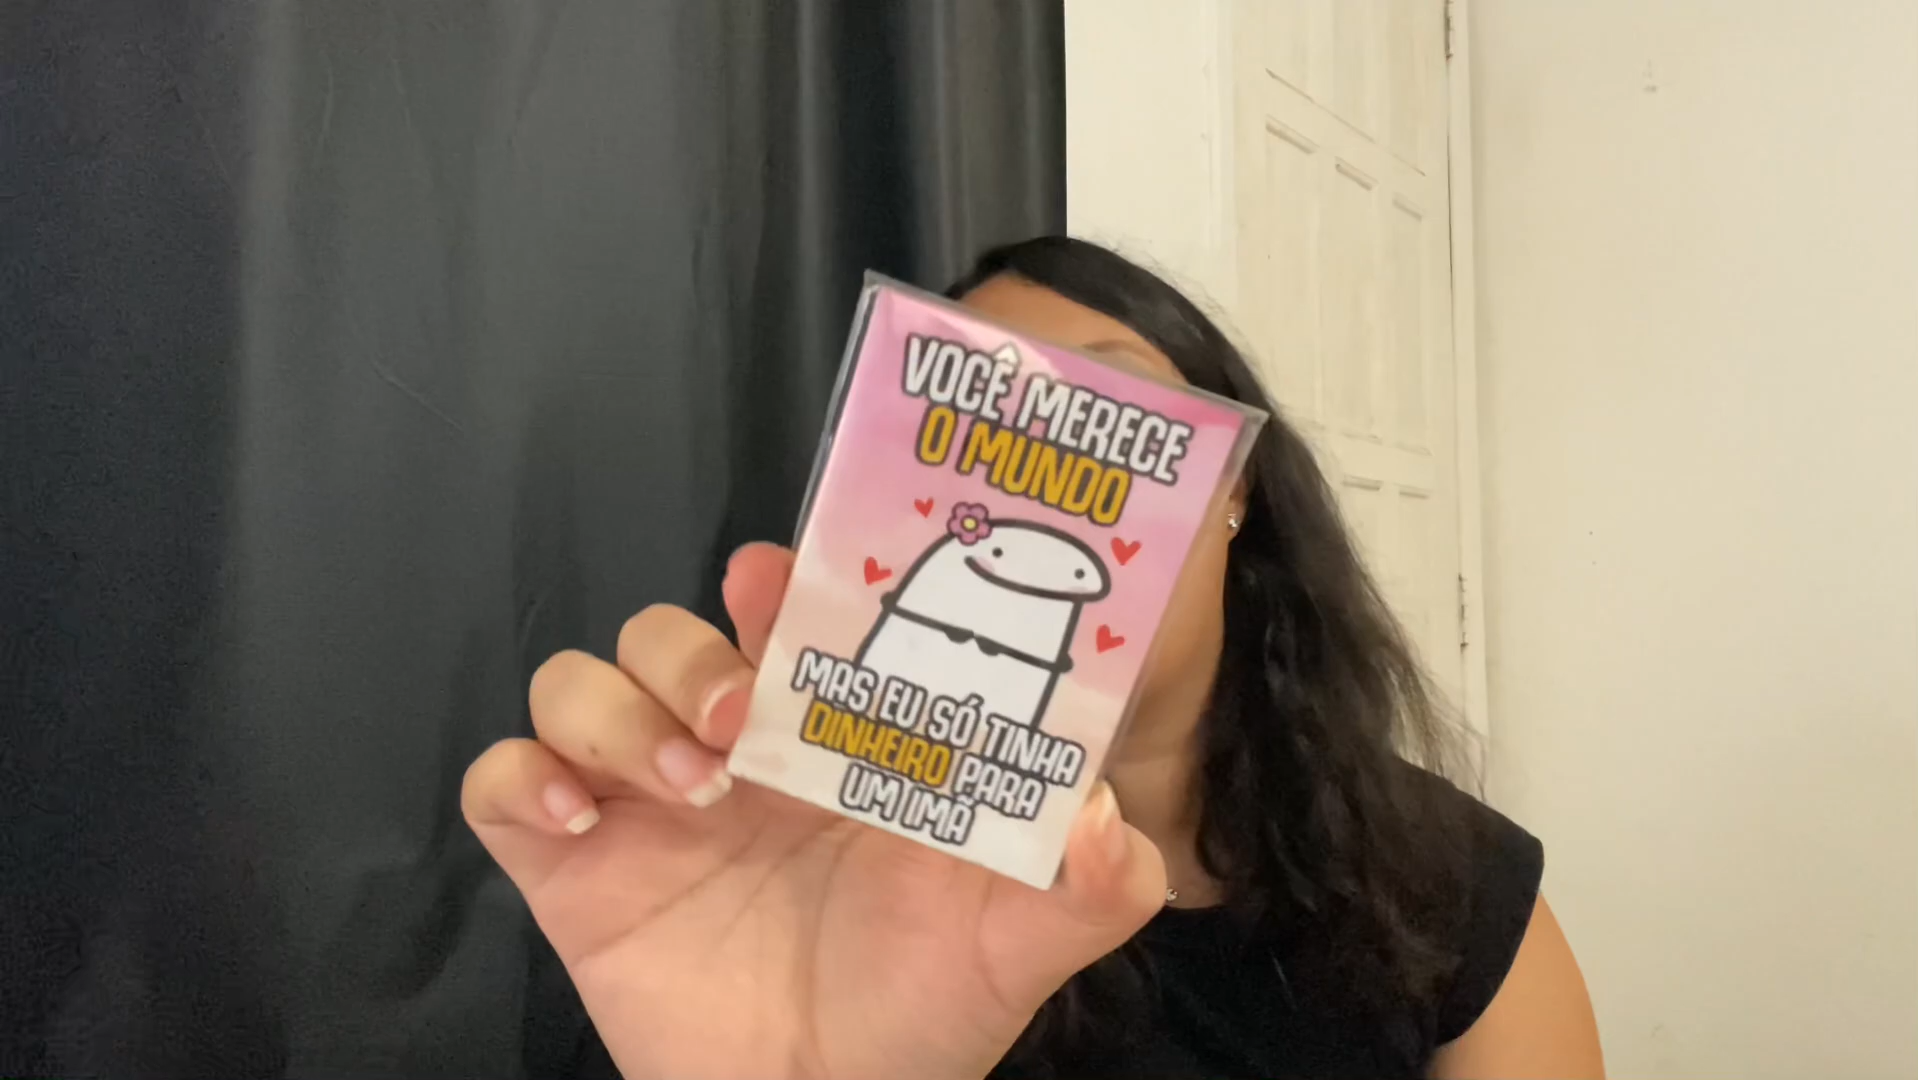 VOCÊ MERECE
O MUNDO
MAS EU SÓ TINHA
DINHEIRO PARA
UM IMÃ